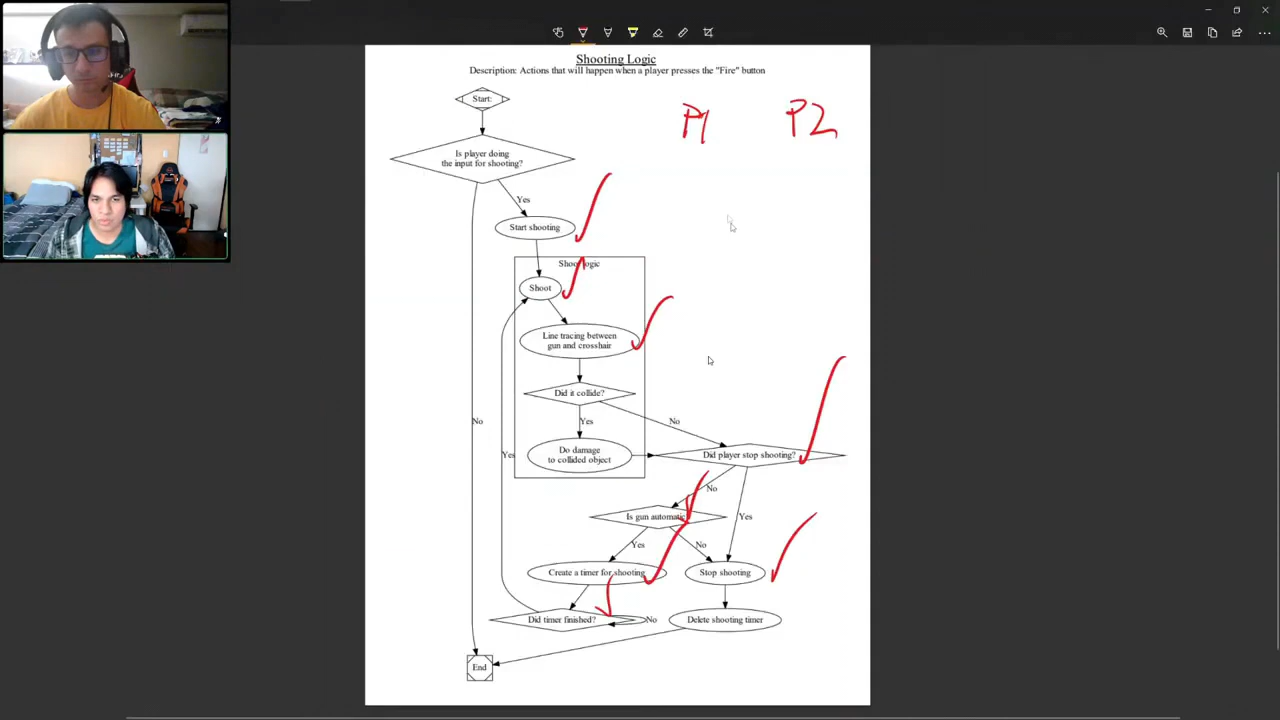 Shooting Logic
Description: Actions that will happen when a player presses the "Fire" button
Start:
P1 P2
Is player doing
the input for shooting?
Yes
Start shooting
Shoot
Line tracing between
gun and crosshair
Did it collide?
No
Yes
No
Do damage
to collided object
Yes
Did player stop shooting?
No
Is gun automatic
Yes
Yes
No
Create a timer for shooting
Stop shooting
Did timer finished?
No
Delete shooting timer
End